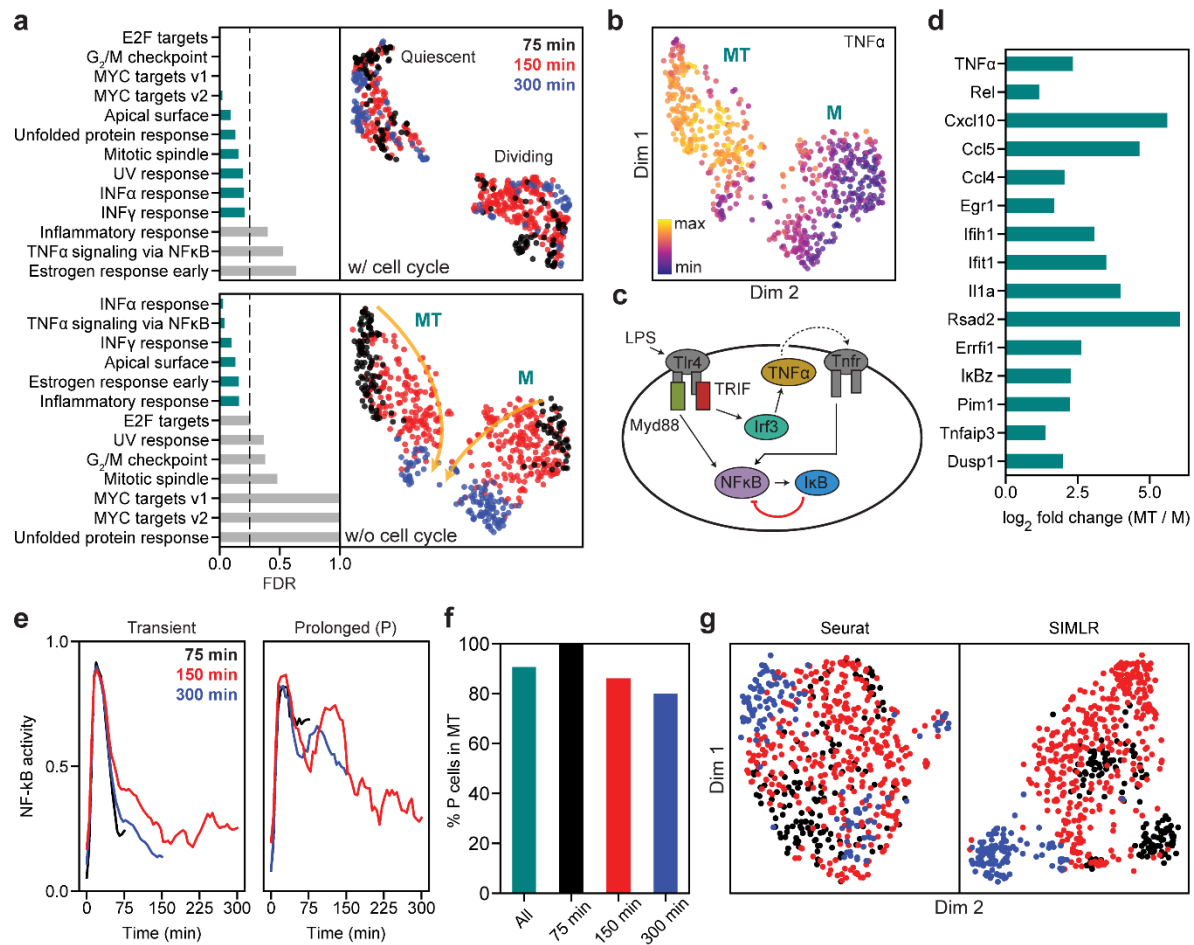 a
E2F targets
G2/M checkpoint
MYC targets v1
MYC targets v2
Apical surface
Unfolded protein response
Mitotic spindle
UV response
INFα response
INFγ response
Inflammatory response
TNFα signaling via NFκB
Estrogen response early
Quiescent
75 min
150 min
300 min
Dividing
w/ cell cycle
INFα response
TNFα signaling via NFκB
INFγ response
Apical surface
Estrogen response early
Inflammatory response
E2F targets
UV response
G2/M checkpoint
Mitotic spindle
MYC targets v1
MYC targets v2
Unfolded protein response
0.0 0.5 1.0
FDR
MT
M
w/o cell cycle
b
TNFα
MT
M
max
min
Dim 1
Dim 2
c
LPS
Tlr4
TRIF
Myd88
TNFα
Tnfr
Irf3
NFκB
IκB
d
TNFα
Rel
Cxcl10
Ccl5
Ccl4
Egr1
Ifih1
Ifit1
Il1a
Rsad2
Errfi1
IκBz
Pim1
Tnfaip3
Dusp1
0.0 2.5 5.0
log2 fold change (MT / M)
e
Transient
Prolonged (P)
75 min
150 min
300 min
NF-kB activity
1.0
0.5
0.0
0 75 150 225 300
0 75 150 225 300
Time (min)
Time (min)
f
% P cells in MT
100
80
60
40
20
0
All
75 min
150 min
300 min
g
Seurat
SIMLR
Dim 1
Dim 2